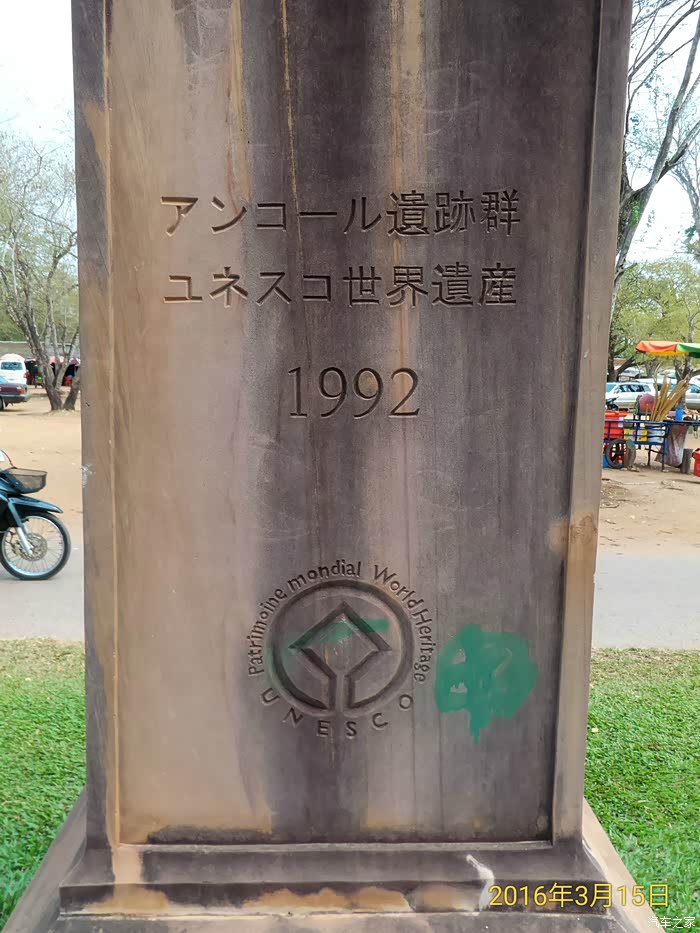 アンコール遺跡群
ユネスコ世界遺産
1992
Patrimoine mondial World Heritage
UNESCO
2016年3月15日
汽车之家